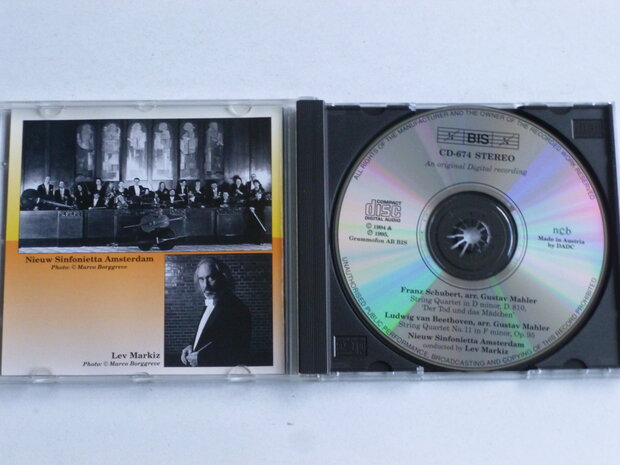 Nieuw Sinfonietta Amsterdam
Photo: © Marco Borggreve
Lev Markiz
Photo: © Marco Borggreve
ALL RIGHTS OF THE MANUFACTURER AND THE OWNER OF THE RECORDED WORK RESERVED
BIS
CD-674 STEREO
An original Digital recording
COMPACT
disc
DIGITAL AUDIO
℗ 1994 &
© 1995,
Grammofon AB BIS
ncb
Made in Austria
by DADC
Franz Schubert, arr. Gustav Mahler
String Quartet in D minor, D.810,
'Der Tod und das Mädchen'
Ludwig van Beethoven, arr. Gustav Mahler
String Quartet No. 11 in F minor, Op. 95
Nieuw Sinfonietta Amsterdam
conducted by Lev Markiz
UNAUTHORISED PUBLIC PERFORMANCE, BROADCASTING AND COPYING OF THIS RECORD PROHIBITED